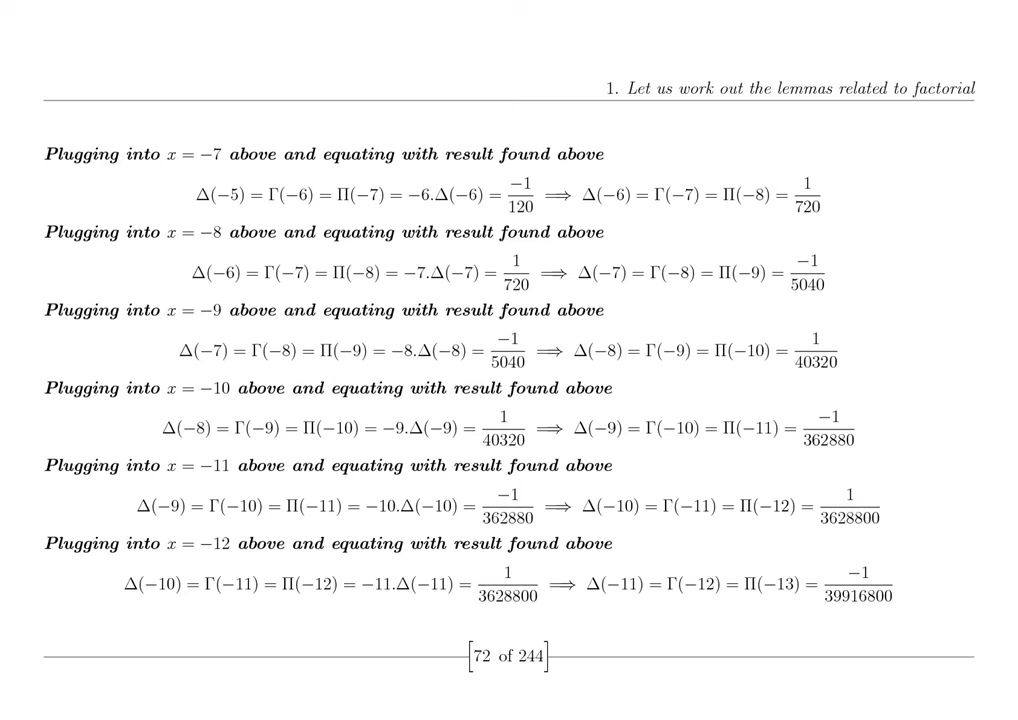 1. Let us work out the lemmas related to factorial
Plugging into x = −7 above and equating with result found above
Δ(−5) = Γ(−6) = Π(−7) = −6.Δ(−6) = −1/120 ⟹ Δ(−6) = Γ(−7) = Π(−8) = 1/720
Plugging into x = −8 above and equating with result found above
Δ(−6) = Γ(−7) = Π(−8) = −7.Δ(−7) = 1/720 ⟹ Δ(−7) = Γ(−8) = Π(−9) = −1/5040
Plugging into x = −9 above and equating with result found above
Δ(−7) = Γ(−8) = Π(−9) = −8.Δ(−8) = −1/5040 ⟹ Δ(−8) = Γ(−9) = Π(−10) = 1/40320
Plugging into x = −10 above and equating with result found above
Δ(−8) = Γ(−9) = Π(−10) = −9.Δ(−9) = 1/40320 ⟹ Δ(−9) = Γ(−10) = Π(−11) = −1/362880
Plugging into x = −11 above and equating with result found above
Δ(−9) = Γ(−10) = Π(−11) = −10.Δ(−10) = −1/362880 ⟹ Δ(−10) = Γ(−11) = Π(−12) = 1/3628800
Plugging into x = −12 above and equating with result found above
Δ(−10) = Γ(−11) = Π(−12) = −11.Δ(−11) = 1/3628800 ⟹ Δ(−11) = Γ(−12) = Π(−13) = −1/39916800
[72 of 244]